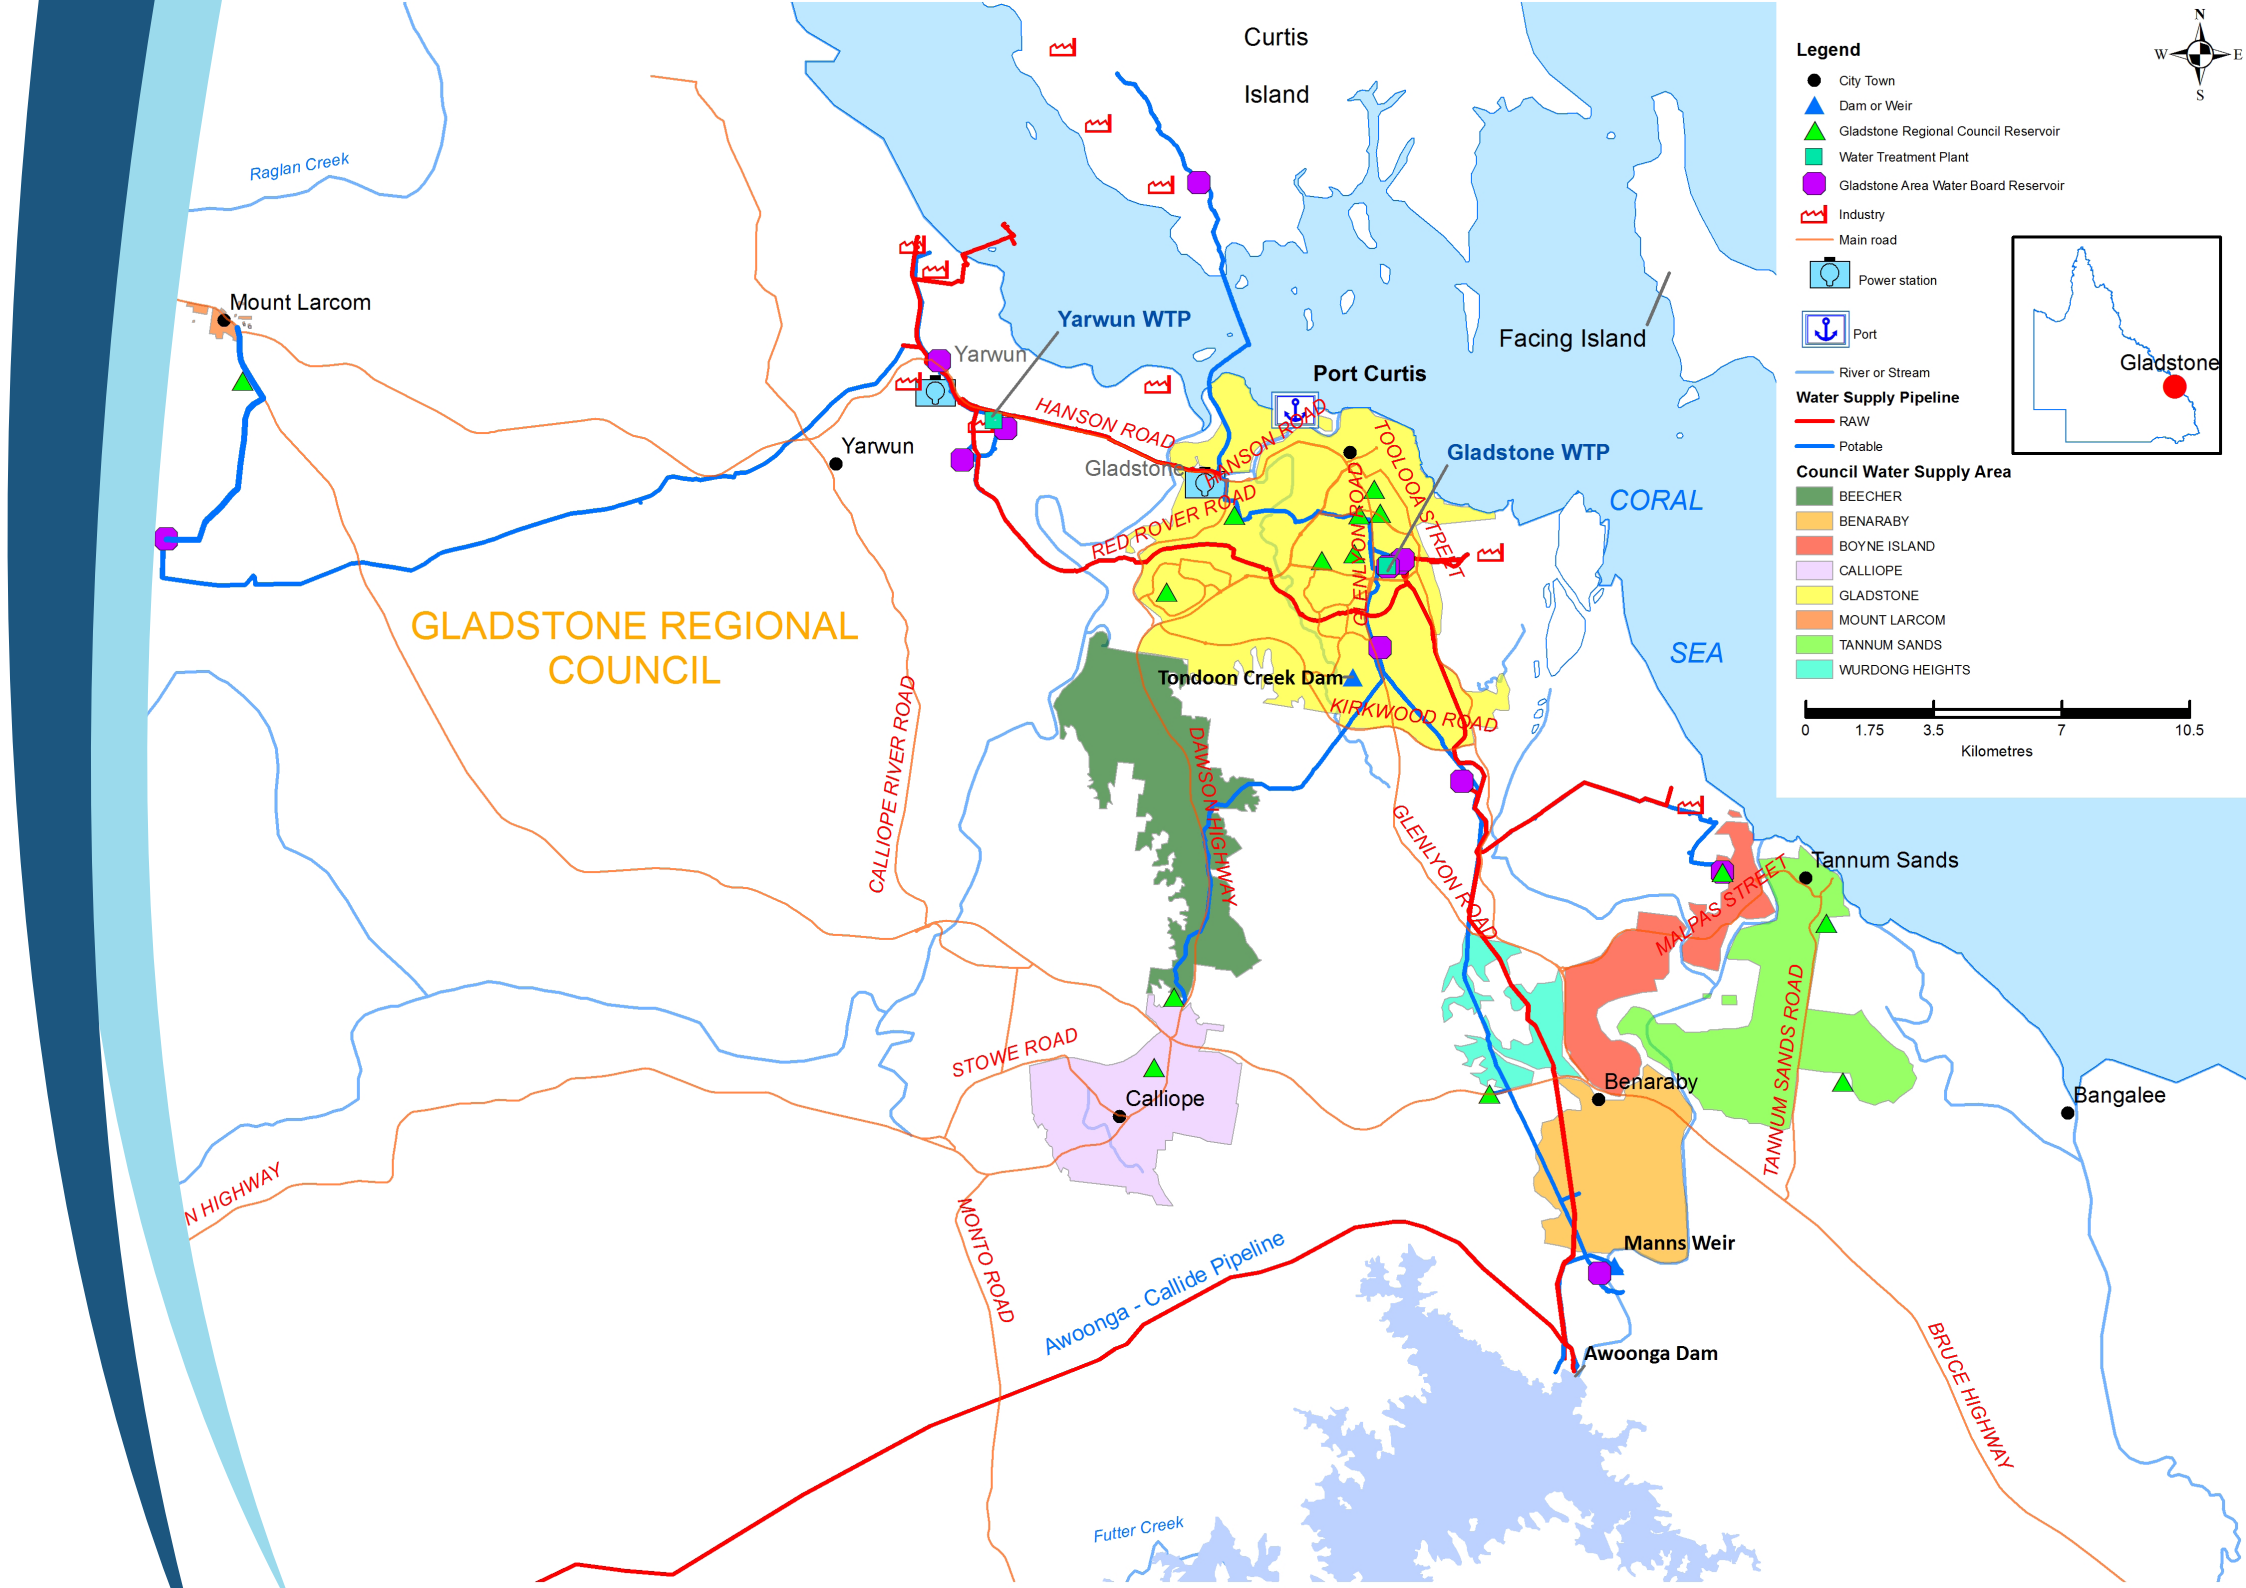 Curtis
Island
Raglan Creek
Mount Larcom
Yarwun WTP
Yarwun
Facing Island
Port Curtis
HANSON ROAD
HANSON ROAD
TOOLOOA STREET
Yarwun
Gladstone
Gladstone WTP
RED ROVER ROAD
GLENLYON ROAD
CORAL
SEA
GLADSTONE REGIONAL
COUNCIL
Tondoon Creek Dam
KIRKWOOD ROAD
CALLIOPE RIVER ROAD
DAWSON HIGHWAY
GLENLYON ROAD
Tannum Sands
MALPAS STREET
TANNUM SANDS ROAD
STOWE ROAD
Calliope
Benaraby
Bangalee
N HIGHWAY
MONTO ROAD
Awoonga - Callide Pipeline
Manns Weir
Awoonga Dam
BRUCE HIGHWAY
Futter Creek
Legend
City Town
Dam or Weir
Gladstone Regional Council Reservoir
Water Treatment Plant
Gladstone Area Water Board Reservoir
Industry
Main road
Power station
Port
River or Stream
Water Supply Pipeline
RAW
Potable
Council Water Supply Area
BEECHER
BENARABY
BOYNE ISLAND
CALLIOPE
GLADSTONE
MOUNT LARCOM
TANNUM SANDS
WURDONG HEIGHTS
0 1.75 3.5 7 10.5
Kilometres
N
W E
S
Gladstone